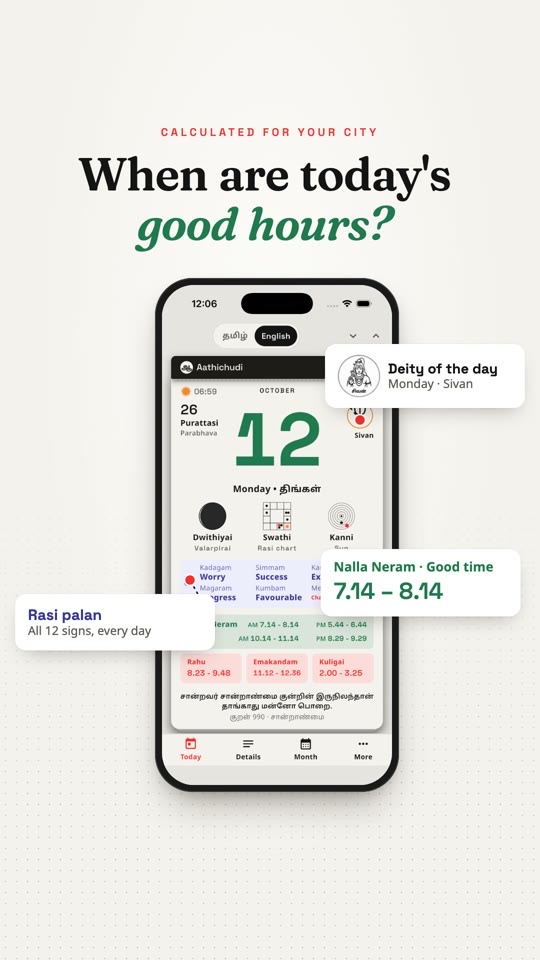 CALCULATED FOR YOUR CITY
When are today's
good hours?
12:06
தமிழ் English
Aathichudi
Deity of the day
Monday · Sivan
06:59
OCTOBER
26
Purattasi
Parabhava
12
Sivan
Monday • திங்கள்
Dwithiyai
Valarpirai
Swathi
Rasi chart
Kanni
Kadagam
Worry
Simmam
Success
Magaram
Kumbam
Favourable
Nalla Neram · Good time
7.14 – 8.14
Rasi palan
All 12 signs, every day
AM 7.14 - 8.14 PM 5.44 - 6.44
AM 10.14 - 11.14 PM 8.29 - 9.29
Rahu
8.23 - 9.48
Emakandam
11.12 - 12.36
Kuligai
2.00 - 3.25
சான்றவர் சான்றாண்மை குன்றின் இருநிலந்தான்
தாங்காது மன்னோ பொறை.
குறள் 990 · சான்றாண்மை
Today Details Month More